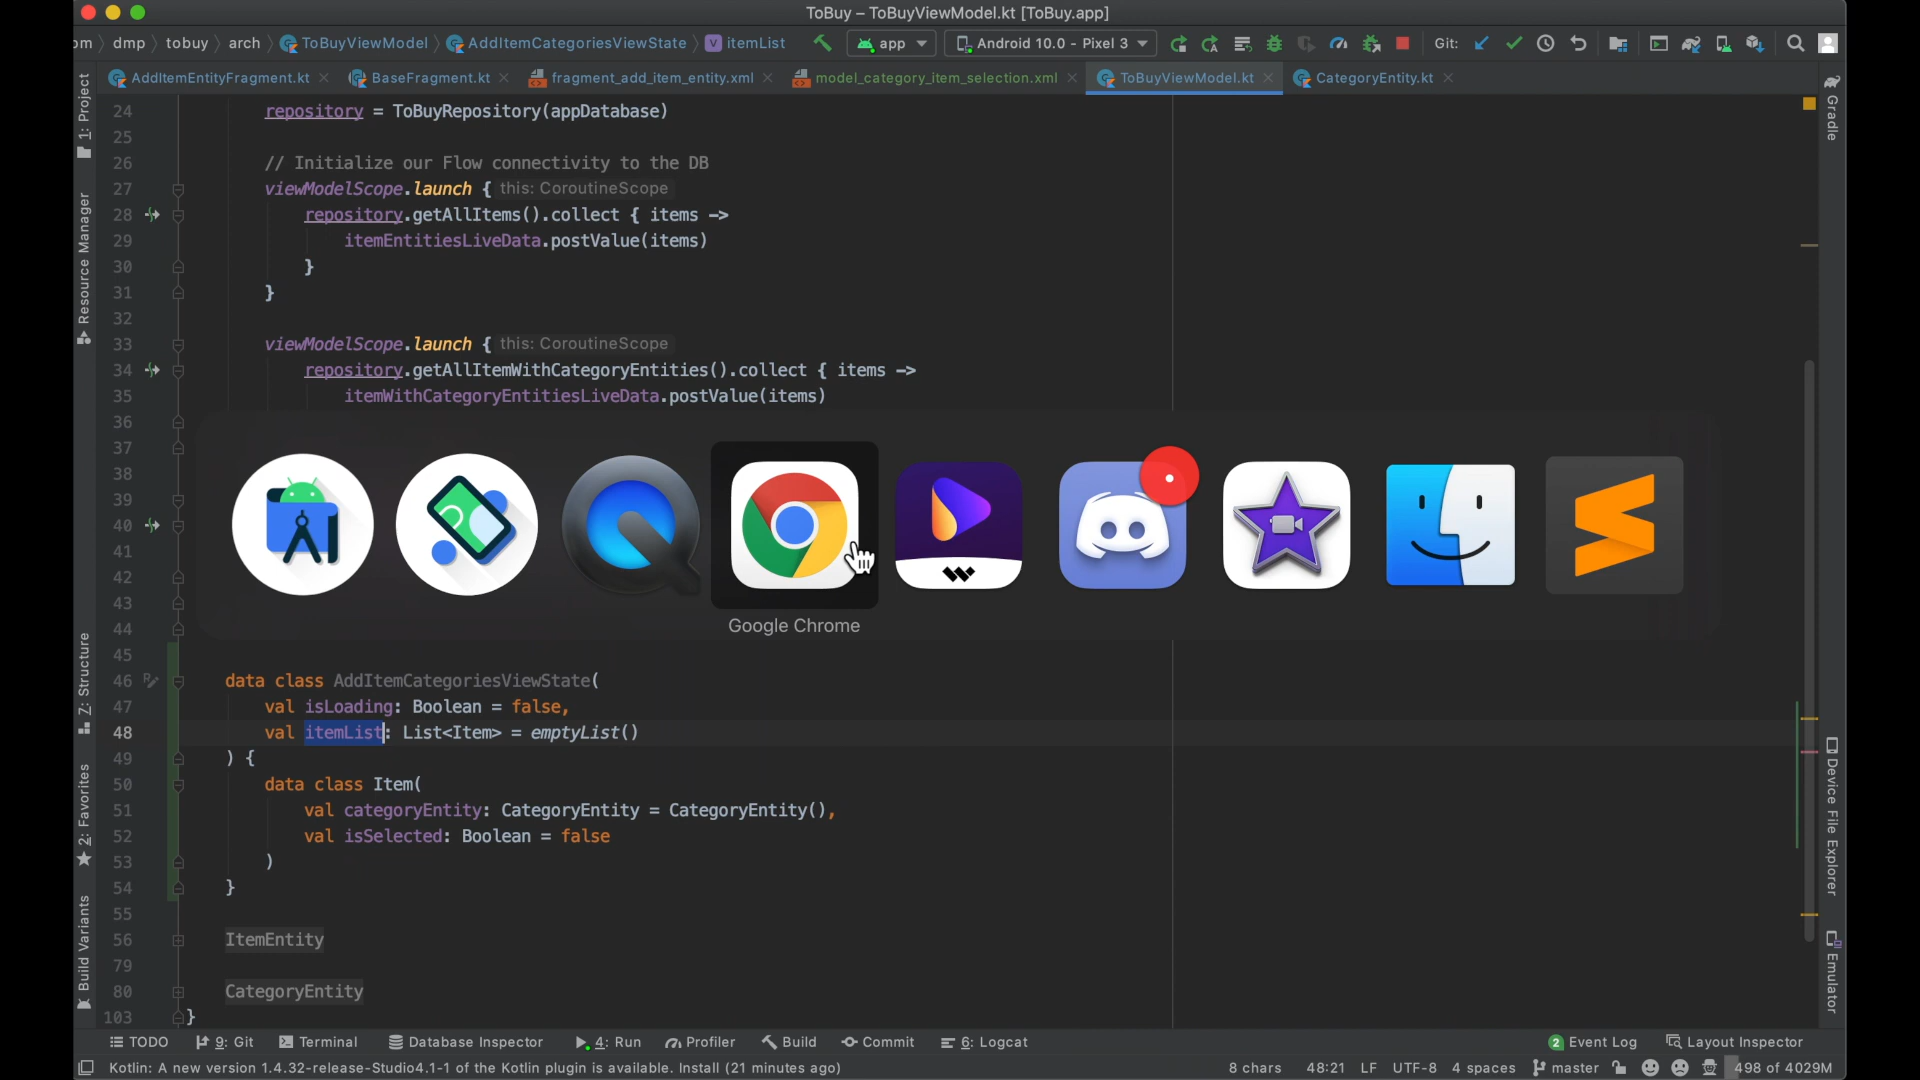 ToBuy – ToBuyViewModel.kt [ToBuy.app]
om dmp tobuy arch ToBuyViewModel AddItemCategoriesViewState itemList app Android 10.0 - Pixel 3 Git:
AddItemEntityFragment.kt BaseFragment.kt fragment_add_item_entity.xml model_category_item_selection.xml ToBuyViewModel.kt CategoryEntity.kt
1: Project
Resource Manager
7: Structure
2: Favorites
Build Variants
Gradle
Device File Explorer
Emulator
24 repository = ToBuyRepository(appDatabase)
25
26 // Initialize our Flow connectivity to the DB
27 viewModelScope.launch { this: CoroutineScope
28 repository.getAllItems().collect { items ->
29 itemEntitiesLiveData.postValue(items)
30 }
31 }
32
33 viewModelScope.launch { this: CoroutineScope
34 repository.getAllItemWithCategoryEntities().collect { items ->
35 itemWithCategoryEntitiesLiveData.postValue(items)
36
37
38
39
40
41
42
43
44
Google Chrome
45
46 data class AddItemCategoriesViewState(
47 val isLoading: Boolean = false,
48 val itemList: List<Item> = emptyList()
49 ) {
50 data class Item(
51 val categoryEntity: CategoryEntity = CategoryEntity(),
52 val isSelected: Boolean = false
53 )
54 }
55
56 ItemEntity
79
80 CategoryEntity
103 }
TODO 9: Git Terminal Database Inspector 4: Run Profiler Build Commit 6: Logcat 2 Event Log Layout Inspector
Kotlin: A new version 1.4.32-release-Studio4.1-1 of the Kotlin plugin is available. Install (21 minutes ago) 8 chars 48:21 LF UTF-8 4 spaces master 498 of 4029M